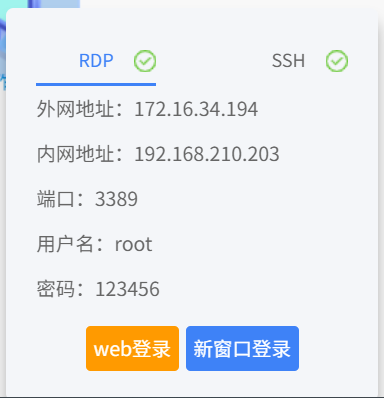 RDP SSH
外网地址：172.16.34.194
内网地址：192.168.210.203
端口：3389
用户名：root
密码：123456
web登录 新窗口登录